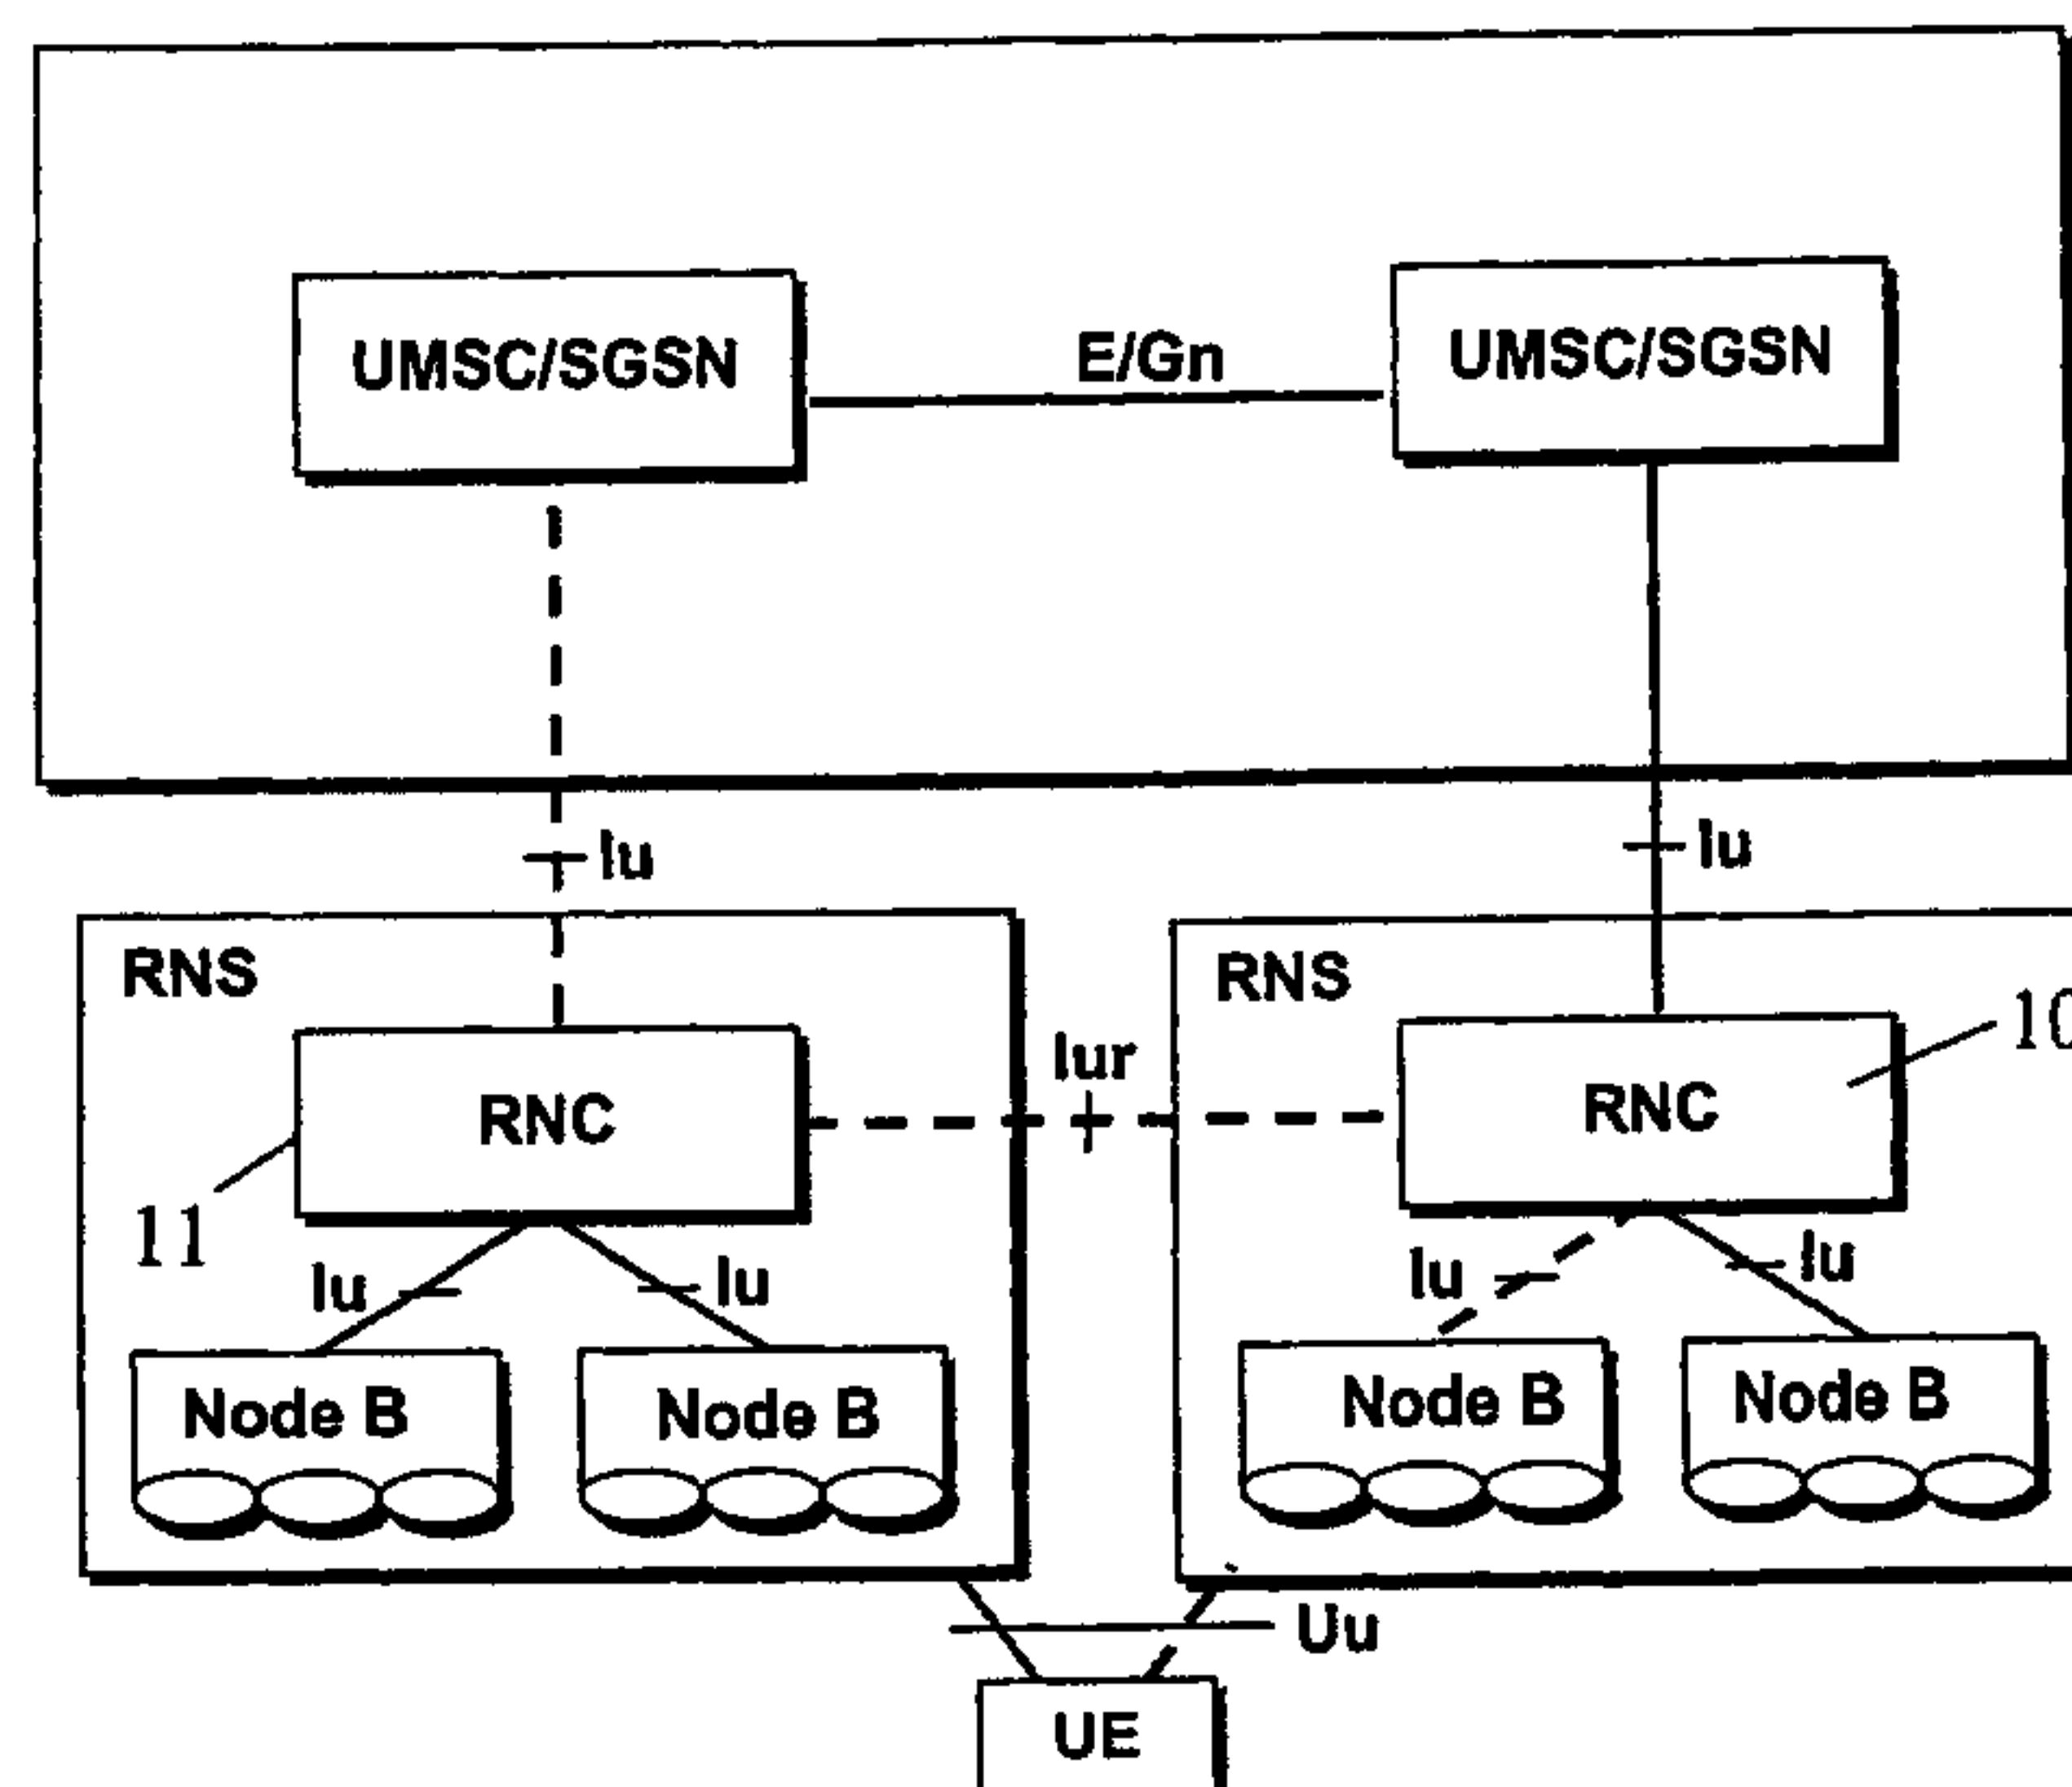 UMSC/SGSN
E/Gn
UMSC/SGSN
Iu
Iu
RNS
RNS
10
Iur
RNC
RNC
11
Iu
Iu
Iu
Iu
Node B
Node B
Node B
Node B
Uu
UE